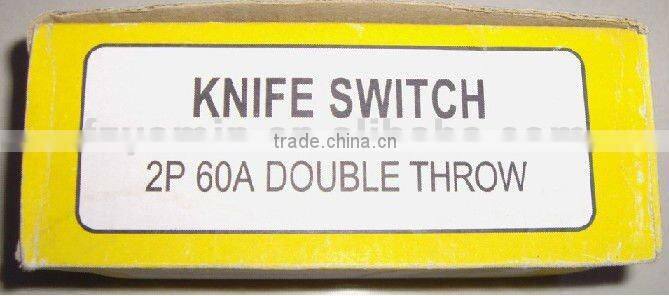 KNIFE SWITCH
trade.china.cn
2P 60A DOUBLE THROW